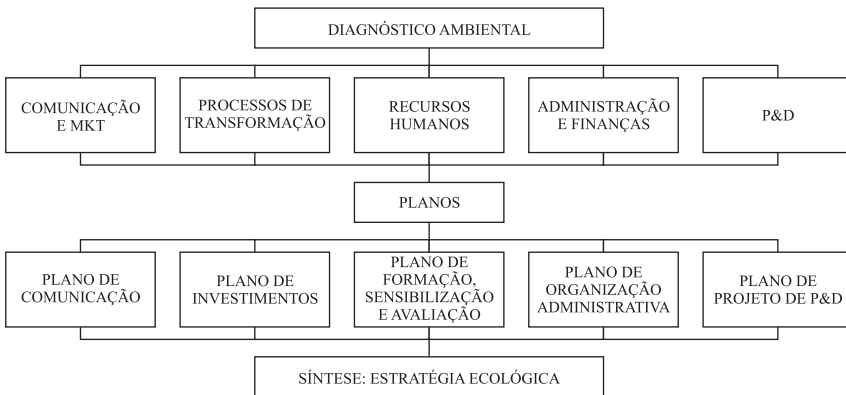 DIAGNÓSTICO AMBIENTAL
COMUNICAÇÃO
E MKT
PROCESSOS DE
TRANSFORMAÇÃO
RECURSOS
HUMANOS
ADMINISTRAÇÃO
E FINANÇAS
P&D
PLANOS
PLANO DE
COMUNICAÇÃO
PLANO DE
INVESTIMENTOS
PLANO DE
FORMAÇÃO,
SENSIBILIZAÇÃO
E AVALIAÇÃO
PLANO DE
ORGANIZAÇÃO
ADMINISTRATIVA
PLANO DE
PROJETO DE P&D
SÍNTESE: ESTRATÉGIA ECOLÓGICA